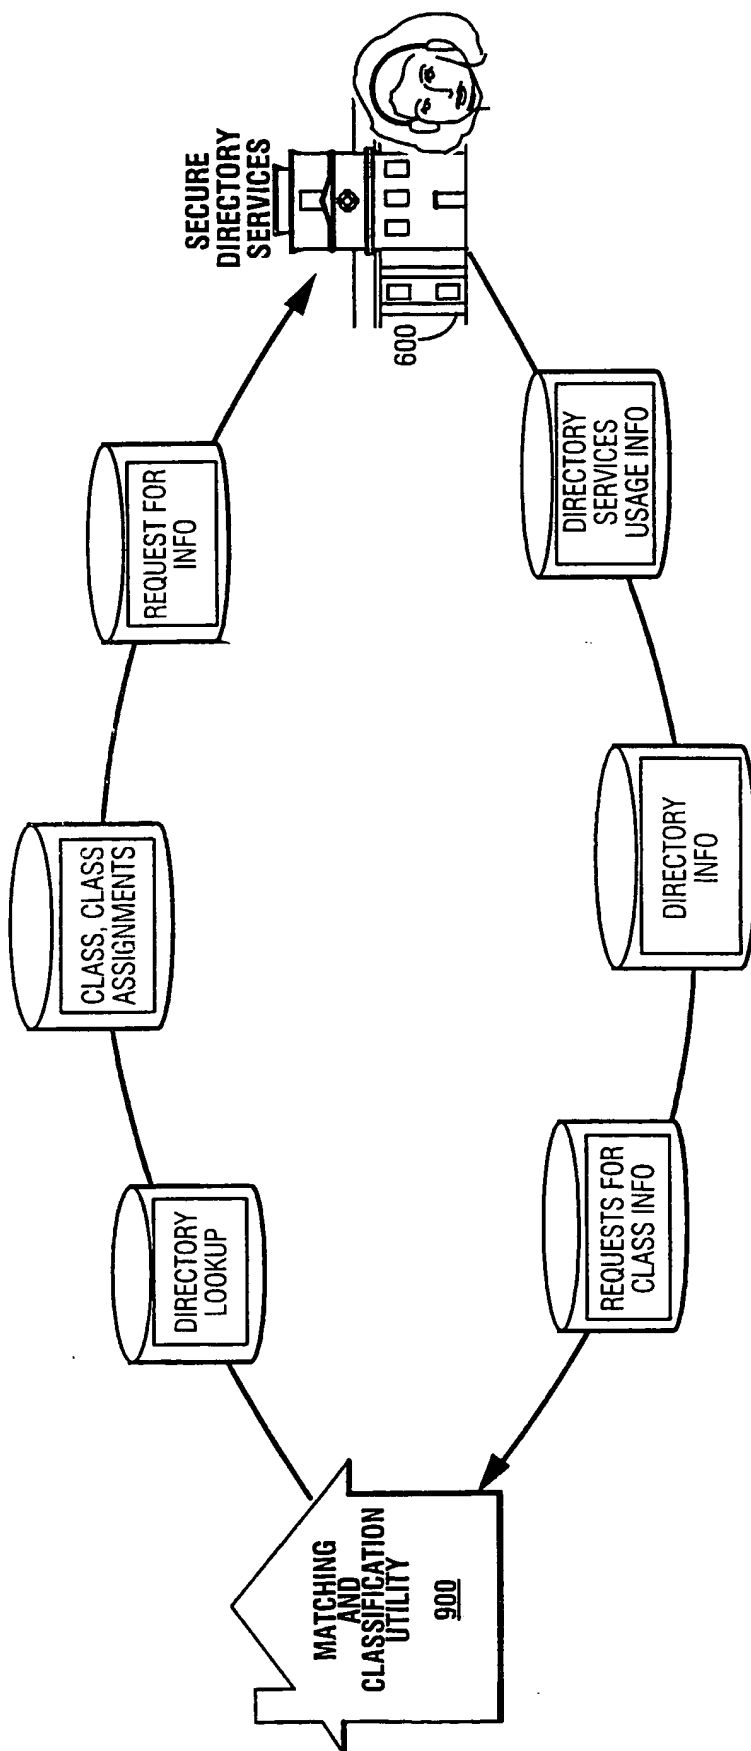 SECURE
DIRECTORY
SERVICES
600
REQUEST FOR
INFO
CLASS, CLASS
ASSIGNMENTS
DIRECTORY
LOOKUP
MATCHING
AND
CLASSIFICATION
UTILITY
900
REQUESTS FOR
CLASS INFO
DIRECTORY
INFO
DIRECTORY
SERVICES
USAGE INFO